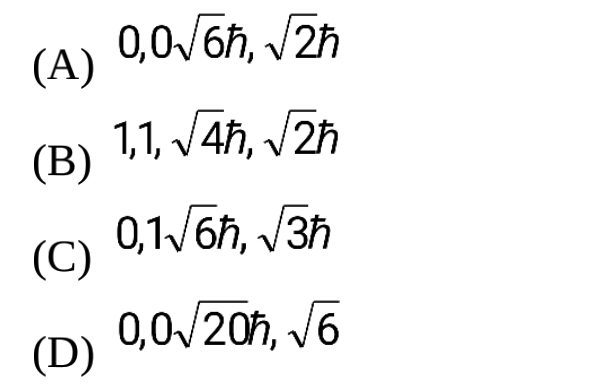 (A) 0,0√6ℏ, √2ℏ
(B) 1,1, √4ℏ, √2ℏ
(C) 0,1√6ℏ, √3ℏ
(D) 0,0√20ℏ, √6